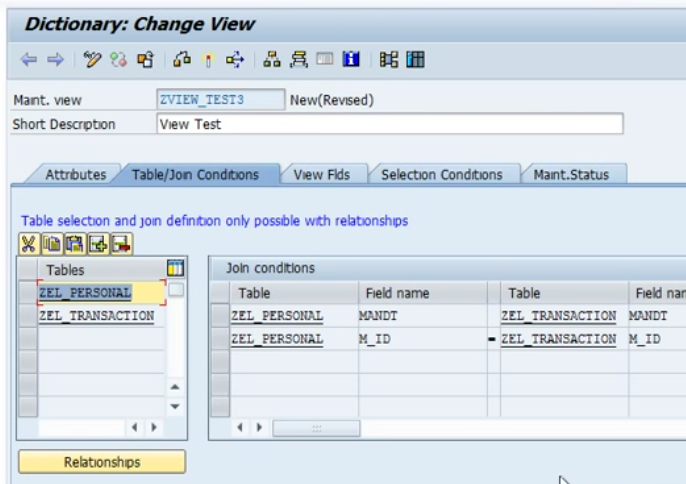 Dictionary: Change View
Maint. view ZVIEW_TEST3 New(Revised)
Short Description View Test
Attributes Table/Join Conditions View Flds Selection Conditions Maint.Status
Table selection and join definition only possible with relationships
Tables
ZEL_PERSONAL
ZEL_TRANSACTION
Join conditions
Table Field name Table Field nar
ZEL_PERSONAL MANDT ZEL_TRANSACTION MANDT
ZEL_PERSONAL M_ID = ZEL_TRANSACTION M_ID
Relationships